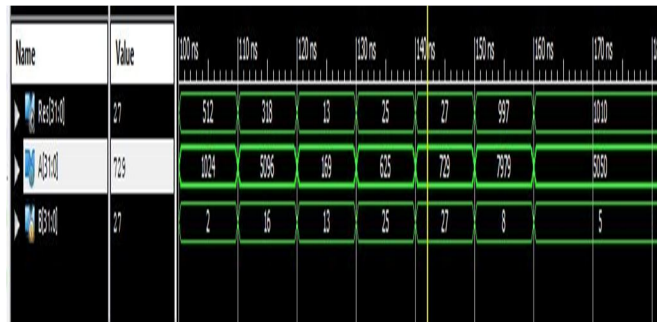 Name Value 100 ns 110 ns 120 ns 130 ns 140 ns 150 ns 160 ns 170 ns
Res[31:0] 27 512 318 13 25 27 997 1010
A[31:0] 729 1024 5096 169 625 729 7979 5050
B[31:0] 27 2 16 13 25 27 8 5